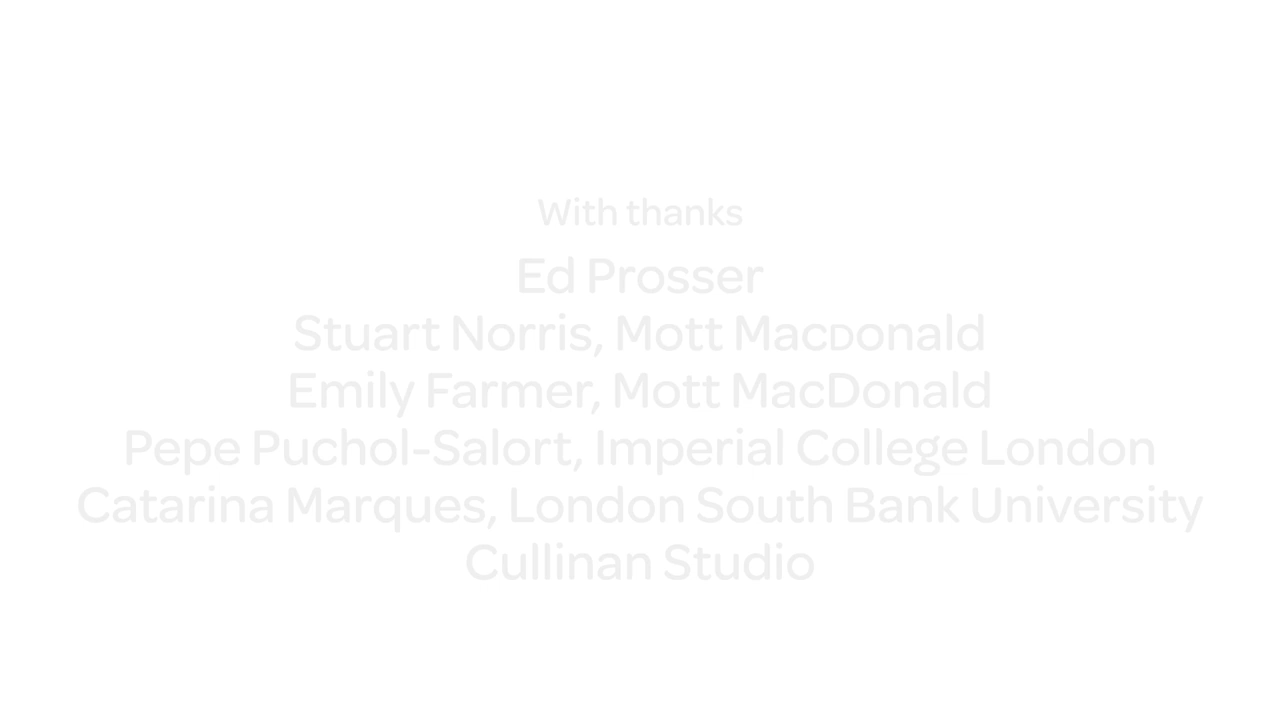 With thanks
Ed Prosser
Stuart Norris, Mott MacDonald
Emily Farmer, Mott MacDonald
Pepe Puchol-Salort, Imperial College London
Catarina Marques, London South Bank University
Cullinan Studio